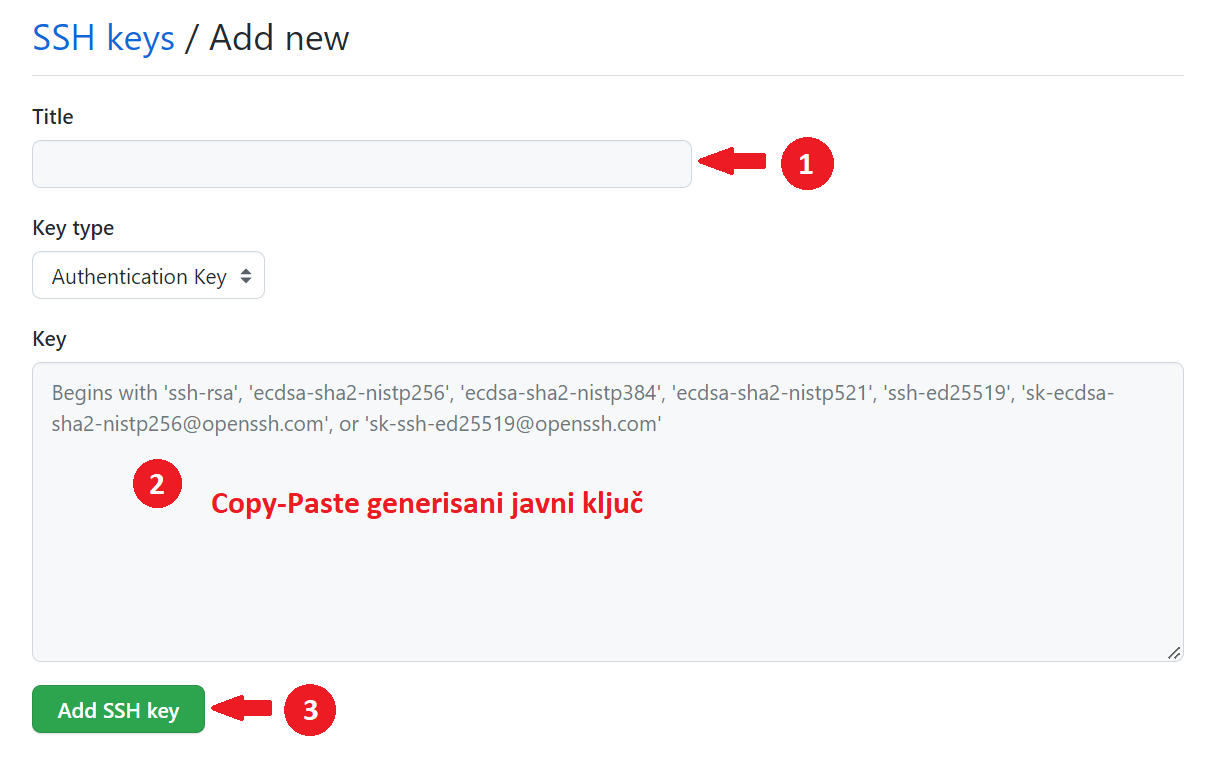 SSH keys / Add new
Title
1
Key type
Authentication Key
Key
Begins with 'ssh-rsa', 'ecdsa-sha2-nistp256', 'ecdsa-sha2-nistp384', 'ecdsa-sha2-nistp521', 'ssh-ed25519', 'sk-ecdsa-
sha2-nistp256@openssh.com', or 'sk-ssh-ed25519@openssh.com'
2
Copy-Paste generisani javni ključ
Add SSH key
3